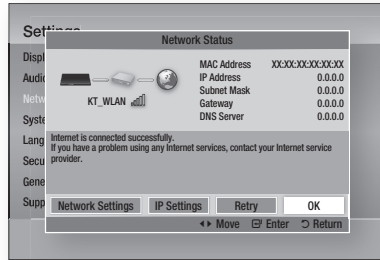 Settings
Network Status
Displ
Audio
Netw
Syste
Lang
Secu
Gene
Supp
MAC Address XX:XX:XX:XX:XX:XX
IP Address 0.0.0.0
Subnet Mask 0.0.0.0
Gateway 0.0.0.0
DNS Server 0.0.0.0
KT_WLAN
Internet is connected successfully.
If you have a problem using any Internet services, contact your Internet service
provider.
Network Settings IP Settings Retry OK
Move Enter Return